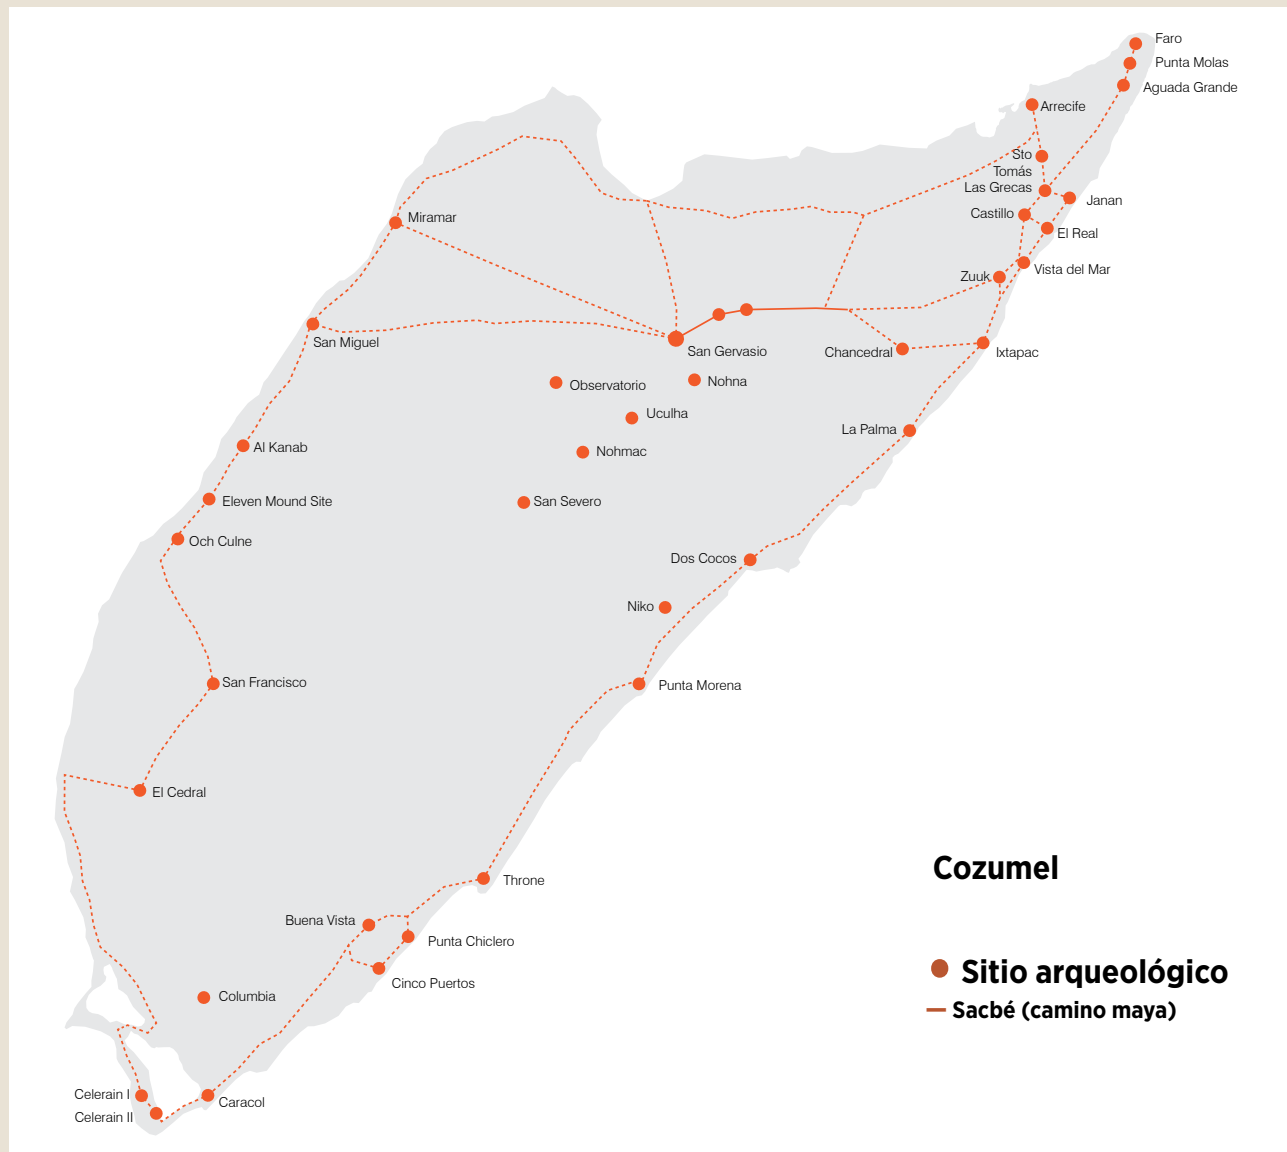 Faro
Punta Molas
Aguada Grande
Arrecife
Sto
Tomás
Las Grecas
Janan
Castillo
El Real
Miramar
Vista del Mar
Zuuk
San Miguel
San Gervasio
Chancedral
Ixtapac
Observatorio
Nohna
Uculha
La Palma
Al Kanab
Nohmac
Eleven Mound Site
San Severo
Och Culne
Dos Cocos
Niko
San Francisco
Punta Morena
El Cedral
Cozumel
Throne
Buena Vista
Punta Chiclero
Sitio arqueológico
Cinco Puertos
Columbia
Sacbé (camino maya)
Celerain I
Caracol
Celerain II